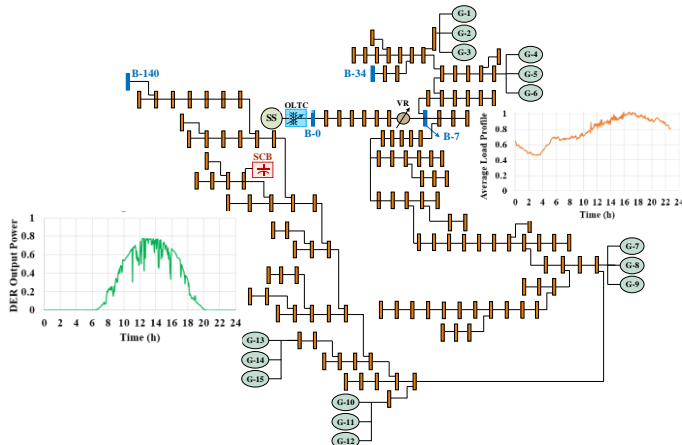 G-1
G-2
G-3
B-34
G-4
G-5
G-6
B-140
OLTC
SS
B-0
VR
B-7
SCB
Average Load Profile
1
0.8
0.6
0.4
0.2
0
0 2 4 6 8 10 12 14 16 18 20 22 24
Time (h)
DER Output Power
1
0.8
0.6
0.4
0.2
0
0 2 4 6 8 10 12 14 16 18 20 22 24
Time (h)
G-7
G-8
G-9
G-13
G-14
G-15
G-10
G-11
G-12